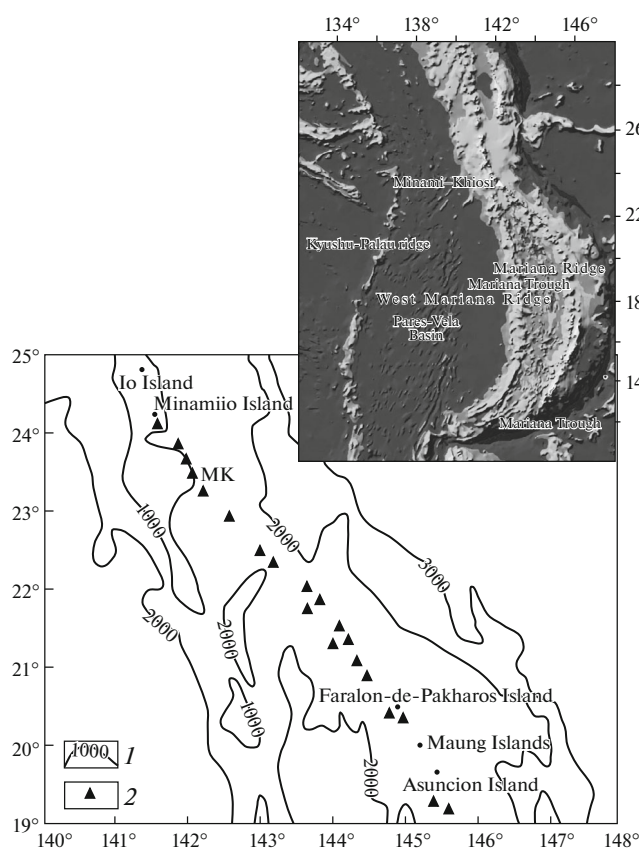 134° 138° 142° 146°
26
Minami–Khiosi
22
Kyushu-Palau ridge
Mariana Ridge
Mariana Trough
West Mariana Ridge
18
Pares-Vela
Basin
14
Mariana Trough
25°
Io Island
Minamiio Island
24°
MK
23°
1000
2000
3000
22°
2000
2000
21°
Faralon-de-Pakharos Island
1000
20°
Maung Islands
1000 1
2000
Asuncion Island
2
19°
140° 141° 142° 143° 144° 145° 146° 147° 148°